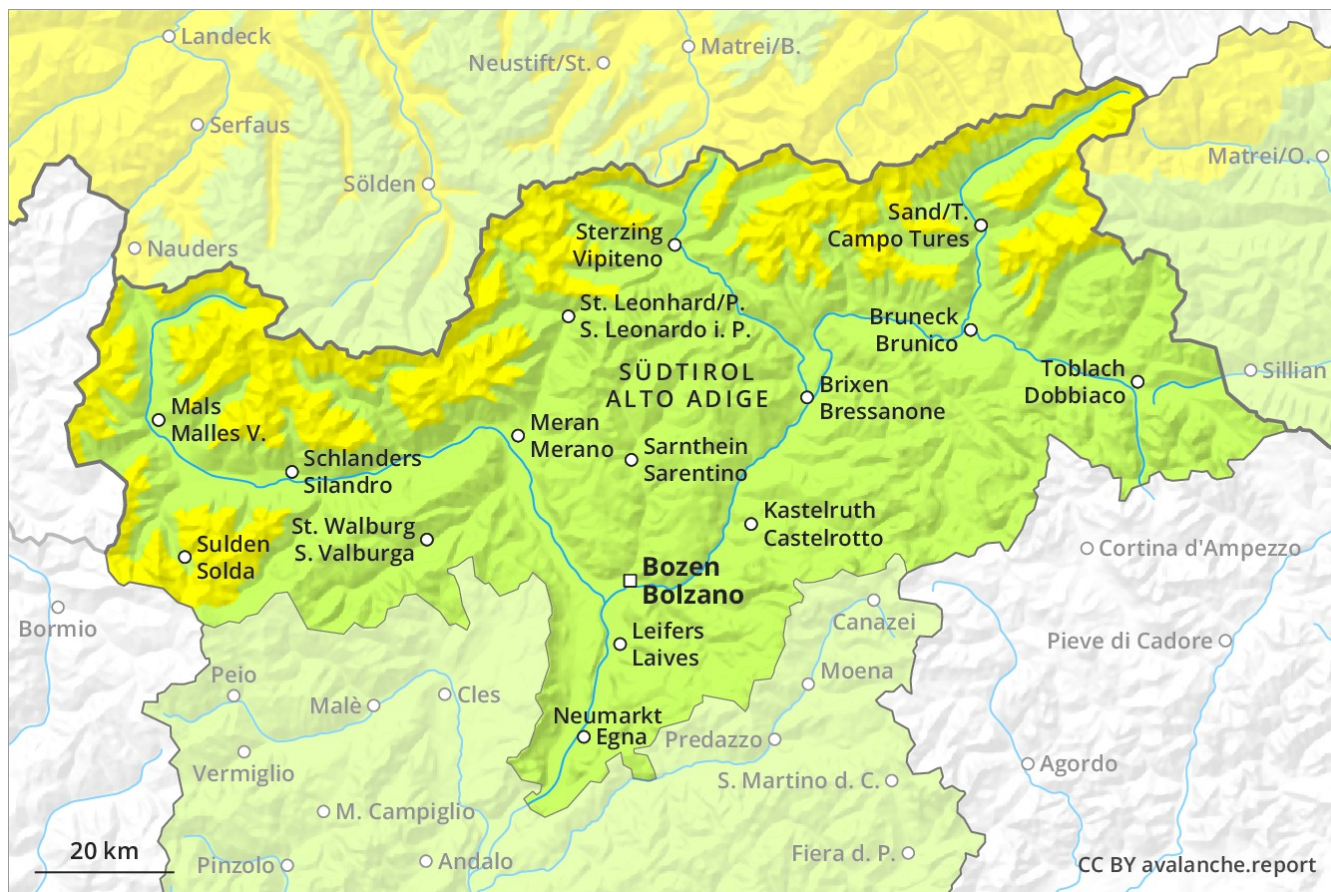 Landeck
Matrei/B.
Neustift/St.
Serfaus
Matrei/O.
Sölden
Nauders
Sand/T.
Campo Tures
Sterzing
Vipiteno
St. Leonhard/P.
S. Leonardo i. P.
Bruneck
Brunico
SÜDTIROL
ALTO ADIGE
Toblach
Dobbiaco
Sillian
Brixen
Bressanone
Mals
Malles V.
Meran
Merano
Sarnthein
Sarentino
Schlanders
Silandro
Kastelruth
Castelrotto
St. Walburg
S. Valburga
Sulden
Solda
Cortina d'Ampezzo
Bozen
Bolzano
Bormio
Canazei
Leifers
Laives
Pieve di Cadore
Peio
Moena
Malè
Cles
Neumarkt
Egna
Predazzo
Vermiglio
Agordo
S. Martino d. C.
M. Campiglio
20 km
Pinzolo
Andalo
Fiera d. P.
CC BY avalanche.report